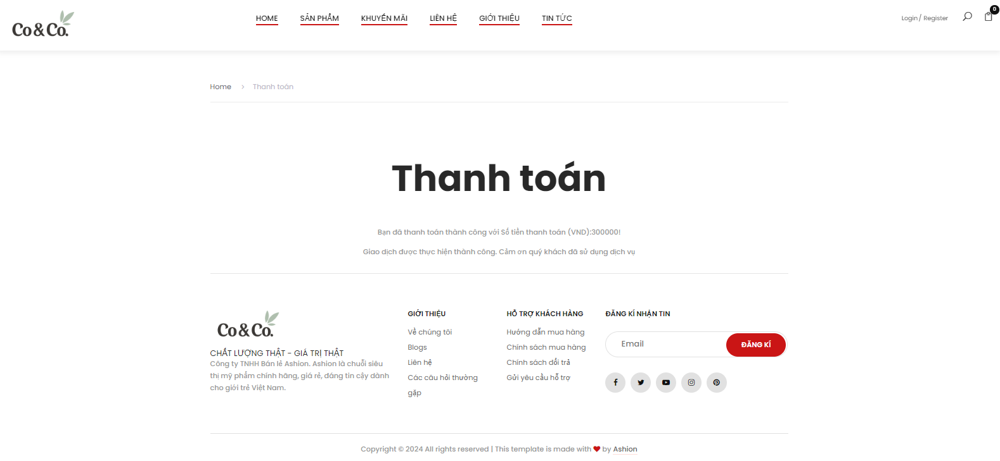 Co & Co.
HOME SẢN PHẨM KHUYẾN MÃI LIÊN HỆ GIỚI THIỆU TIN TỨC
Login / Register
0
Home > Thanh toán
Thanh toán
Bạn đã thanh toán thành công với Số tiền thanh toán (VND):300000!
Giao dịch được thực hiện thành công. Cảm ơn quý khách đã sử dụng dịch vụ
Co & Co.
CHẤT LƯỢNG THẬT - GIÁ TRỊ THẬT
Công ty TNHH Bán lẻ Ashion. Ashion là chuỗi siêu
thị mỹ phẩm chính hãng, giá rẻ, đáng tin cậy dành
cho giới trẻ Việt Nam.
GIỚI THIỆU
Về chúng tôi
Blogs
Liên hệ
Các câu hỏi thường
gặp
HỖ TRỢ KHÁCH HÀNG
Hướng dẫn mua hàng
Chính sách mua hàng
Chính sách đổi trả
Gửi yêu cầu hỗ trợ
ĐĂNG KÍ NHẬN TIN
Email
ĐĂNG KÍ
Copyright © 2024 All rights reserved | This template is made with ♥ by Ashion